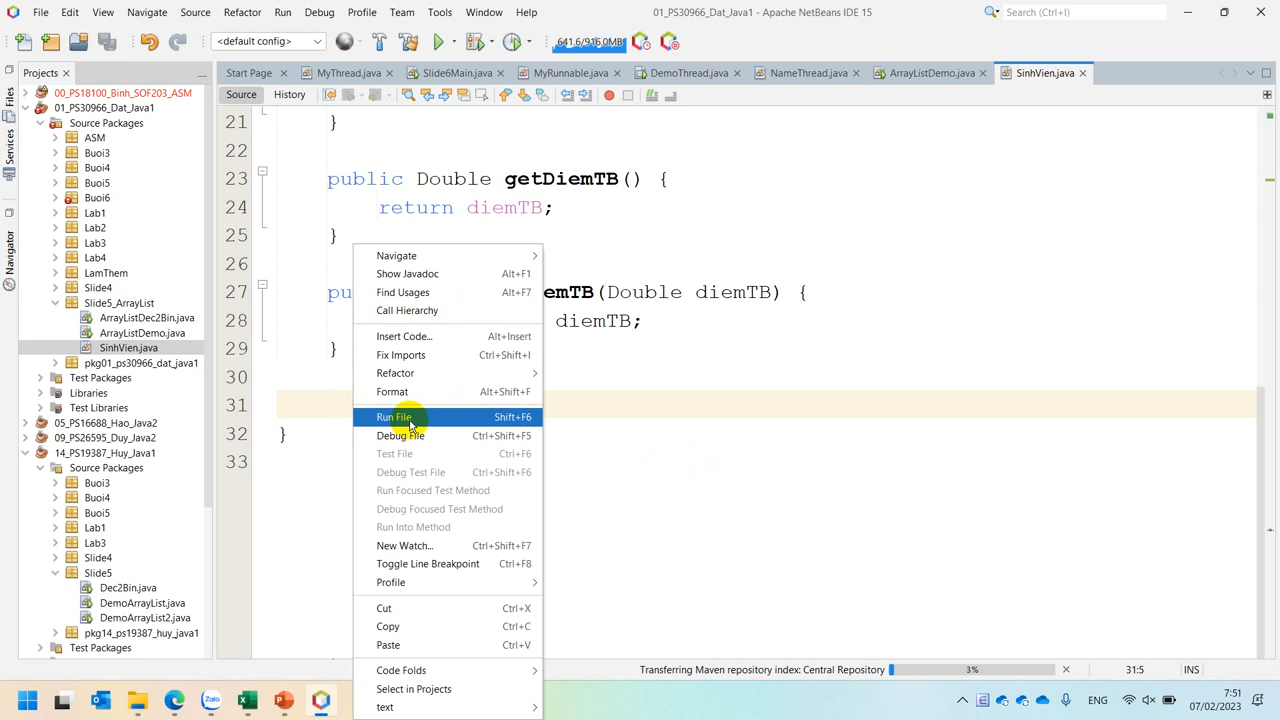 File Edit View Navigate Source Refactor Run Debug Profile Team Tools Window Help 01_PS30966_Dat_Java1 - Apache NetBeans IDE 15 Search (Ctrl+I)
<default config> 641.6/916.0MB
Projects Start Page MyThread.java Slide6Main.java MyRunnable.java DemoThread.java NameThread.java ArrayListDemo.java SinhVien.java
Source History
Files
Services
Navigator
00_PS18100_Binh_SOF203_ASM
01_PS30966_Dat_Java1
Source Packages
ASM
Buoi3
Buoi4
Buoi5
Buoi6
Lab1
Lab2
Lab3
Lab4
LamThem
Slide4
Slide5_ArrayList
ArrayListDec2Bin.java
ArrayListDemo.java
SinhVien.java
pkg01_ps30966_dat_java1
Test Packages
Libraries
Test Libraries
05_PS18866_Hao_Java2
09_PS26595_Duy_Java2
14_PS19387_Huy_Java1
Source Packages
Buoi3
Buoi4
Lab1
Lab3
Slide4
Slide5
Dec2Bin.java
DemoArrayList.java
DemoArrayList2.java
pkg14_ps19387_huy_java1
Test Packages
21 }
22
23 public Double getDiemTB() {
24 return diemTB;
25 }
26
27 pu emTB(Double diemTB) {
28 diemTB;
29 }
30
31
32 }
33
Navigate
Show Javadoc Alt+F1
Find Usages Alt+F7
Call Hierarchy
Insert Code... Alt+Insert
Fix Imports Ctrl+Shift+I
Refactor
Format Alt+Shift+F
Run File Shift+F6
Debug File Ctrl+Shift+F5
Test File Ctrl+F6
Debug Test File Ctrl+Shift+F6
Run Focused Test Method
Debug Focused Test Method
Run Into Method
New Watch... Ctrl+Shift+F7
Toggle Line Breakpoint Ctrl+F8
Profile
Cut Ctrl+X
Copy Ctrl+C
Paste Ctrl+V
Code Folds
Select in Projects
text
Transferring Maven repository index: Central Repository 3% 31:5 INS
Zalo ENG 7:51
07/02/2023